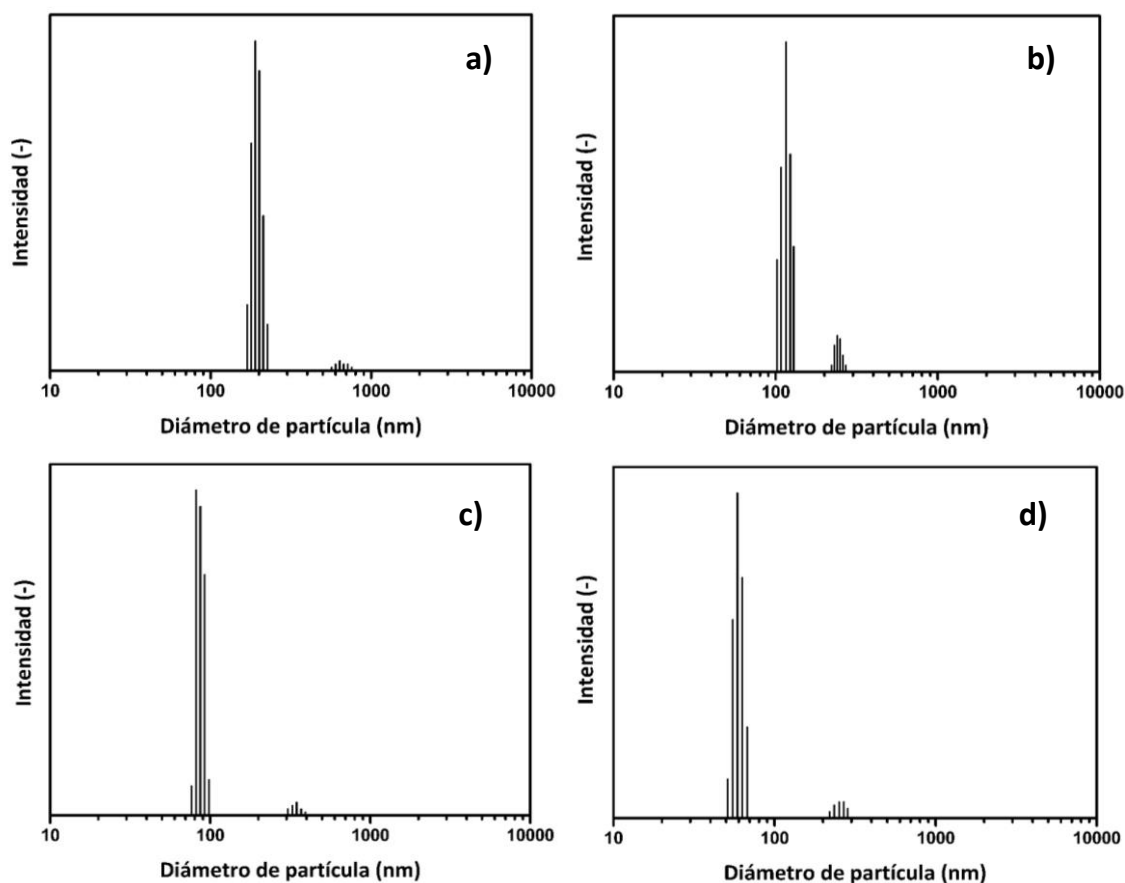 a)
Intensidad (-)
10 100 1000 10000
Diámetro de partícula (nm)
b)
Intensidad (-)
10 100 1000 10000
Diámetro de partícula (nm)
c)
Intensidad (-)
10 100 1000 10000
Diámetro de partícula (nm)
d)
Intensidad (-)
10 100 1000 10000
Diámetro de partícula (nm)